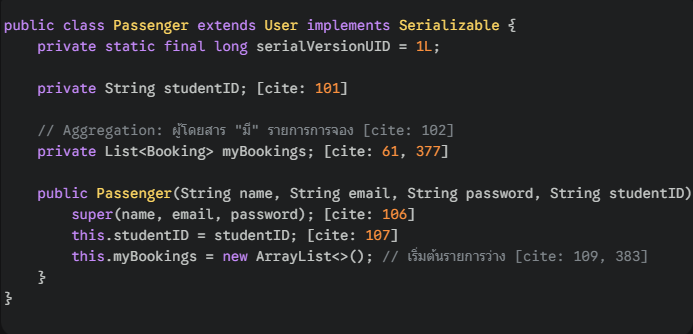 public class Passenger extends User implements Serializable {
    private static final long serialVersionUID = 1L;
    private String studentID; [cite: 101]
    // Aggregation: ผู้โดยสาร "มี" รายการการจอง [cite: 102]
    private List<Booking> myBookings; [cite: 61, 377]
    public Passenger(String name, String email, String password, String studentID)
        super(name, email, password); [cite: 106]
        this.studentID = studentID; [cite: 107]
        this.myBookings = new ArrayList<>(); // เริ่มต้นรายการว่าง [cite: 109, 383]
    }
}